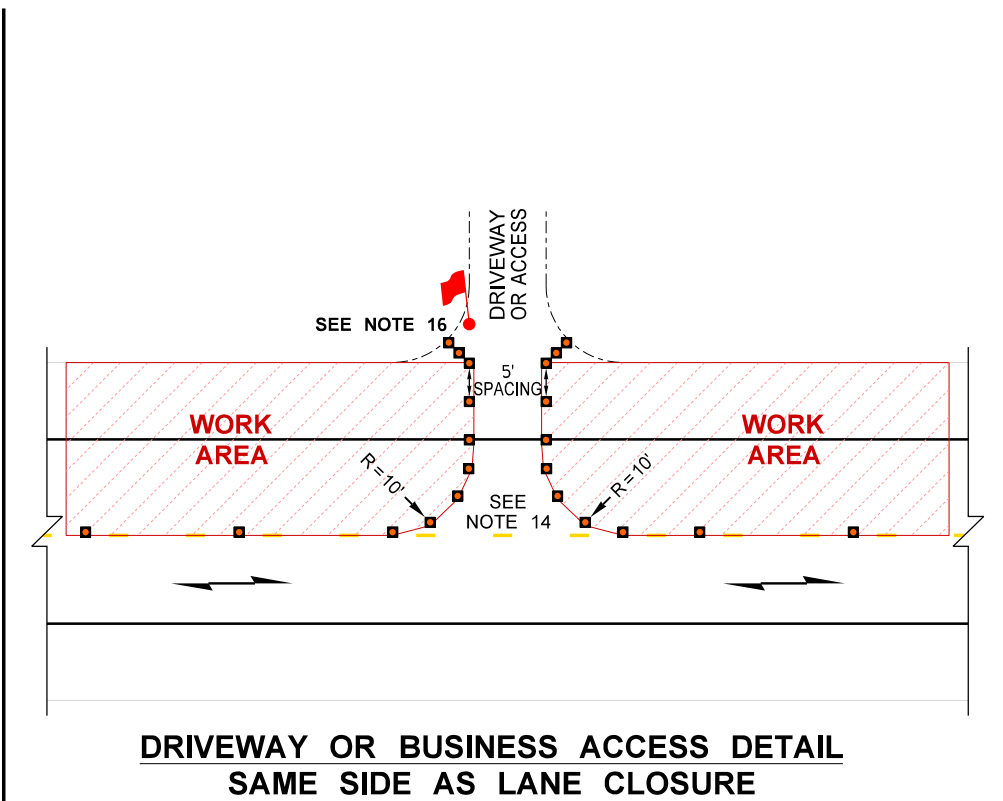 DRIVEWAY
OR ACCESS
SEE NOTE 16
5'
SPACING
WORK
AREA
WORK
AREA
R=10'
R=10'
SEE
NOTE 14
DRIVEWAY OR BUSINESS ACCESS DETAIL
SAME SIDE AS LANE CLOSURE